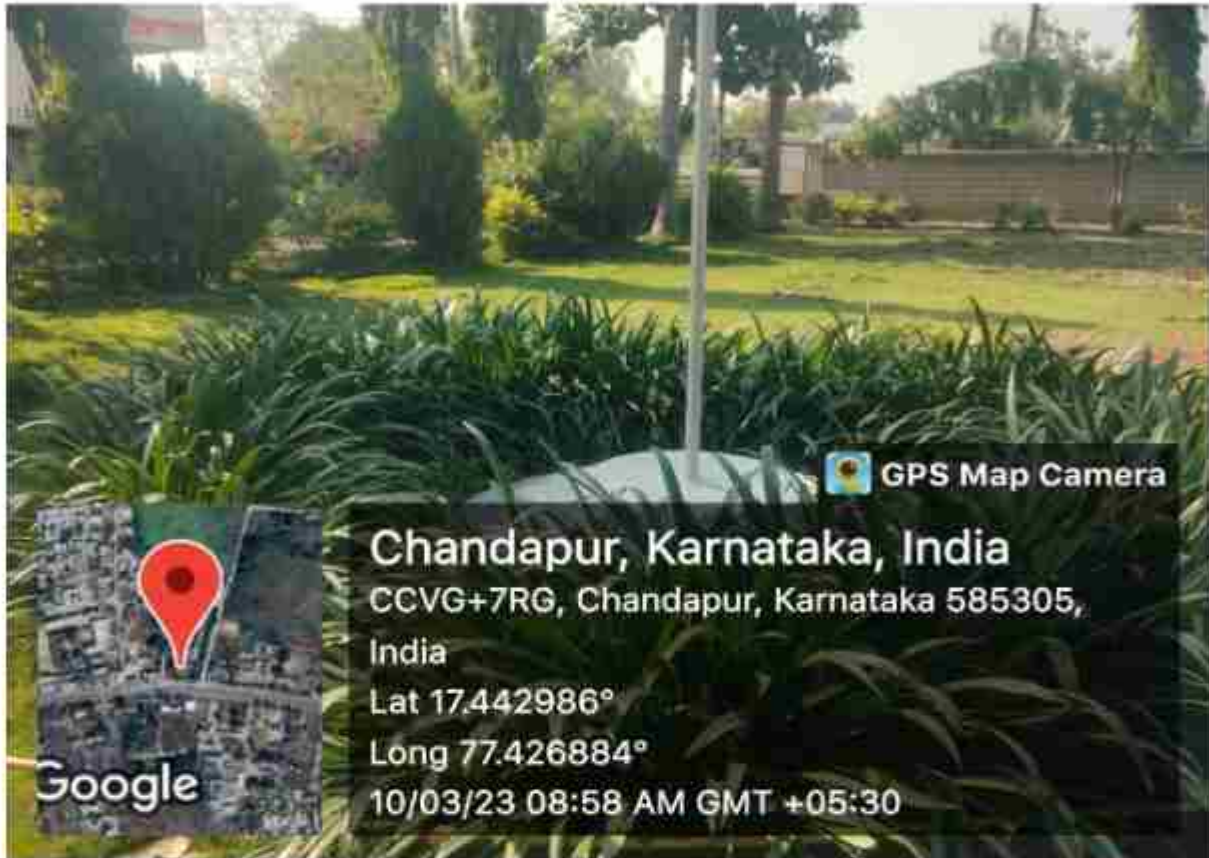 GPS Map Camera
Chandapur, Karnataka, India
CCVG+7RG, Chandapur, Karnataka 585305,
India
Lat 17.442986°
Long 77.426884°
10/03/23 08:58 AM GMT +05:30
Google